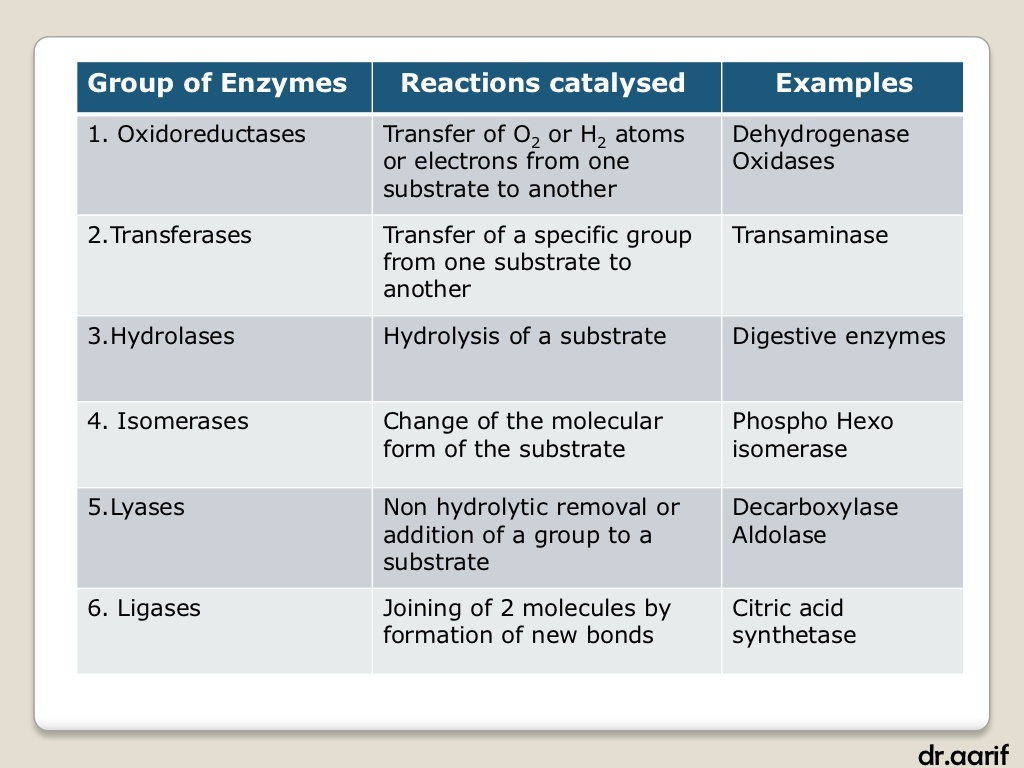 Group of Enzymes
Reactions catalysed
Examples
1. Oxidoreductases
Transfer of O₂ or H₂ atoms
or electrons from one
substrate to another
Dehydrogenase
Oxidases
2.Transferases
Transfer of a specific group
from one substrate to
another
Transaminase
3.Hydrolases
Hydrolysis of a substrate
Digestive enzymes
4. Isomerases
Change of the molecular
form of the substrate
Phospho Hexo
isomerase
5.Lyases
Non hydrolytic removal or
addition of a group to a
substrate
Decarboxylase
Aldolase
6. Ligases
Joining of 2 molecules by
formation of new bonds
Citric acid
synthetase
dr.aarif